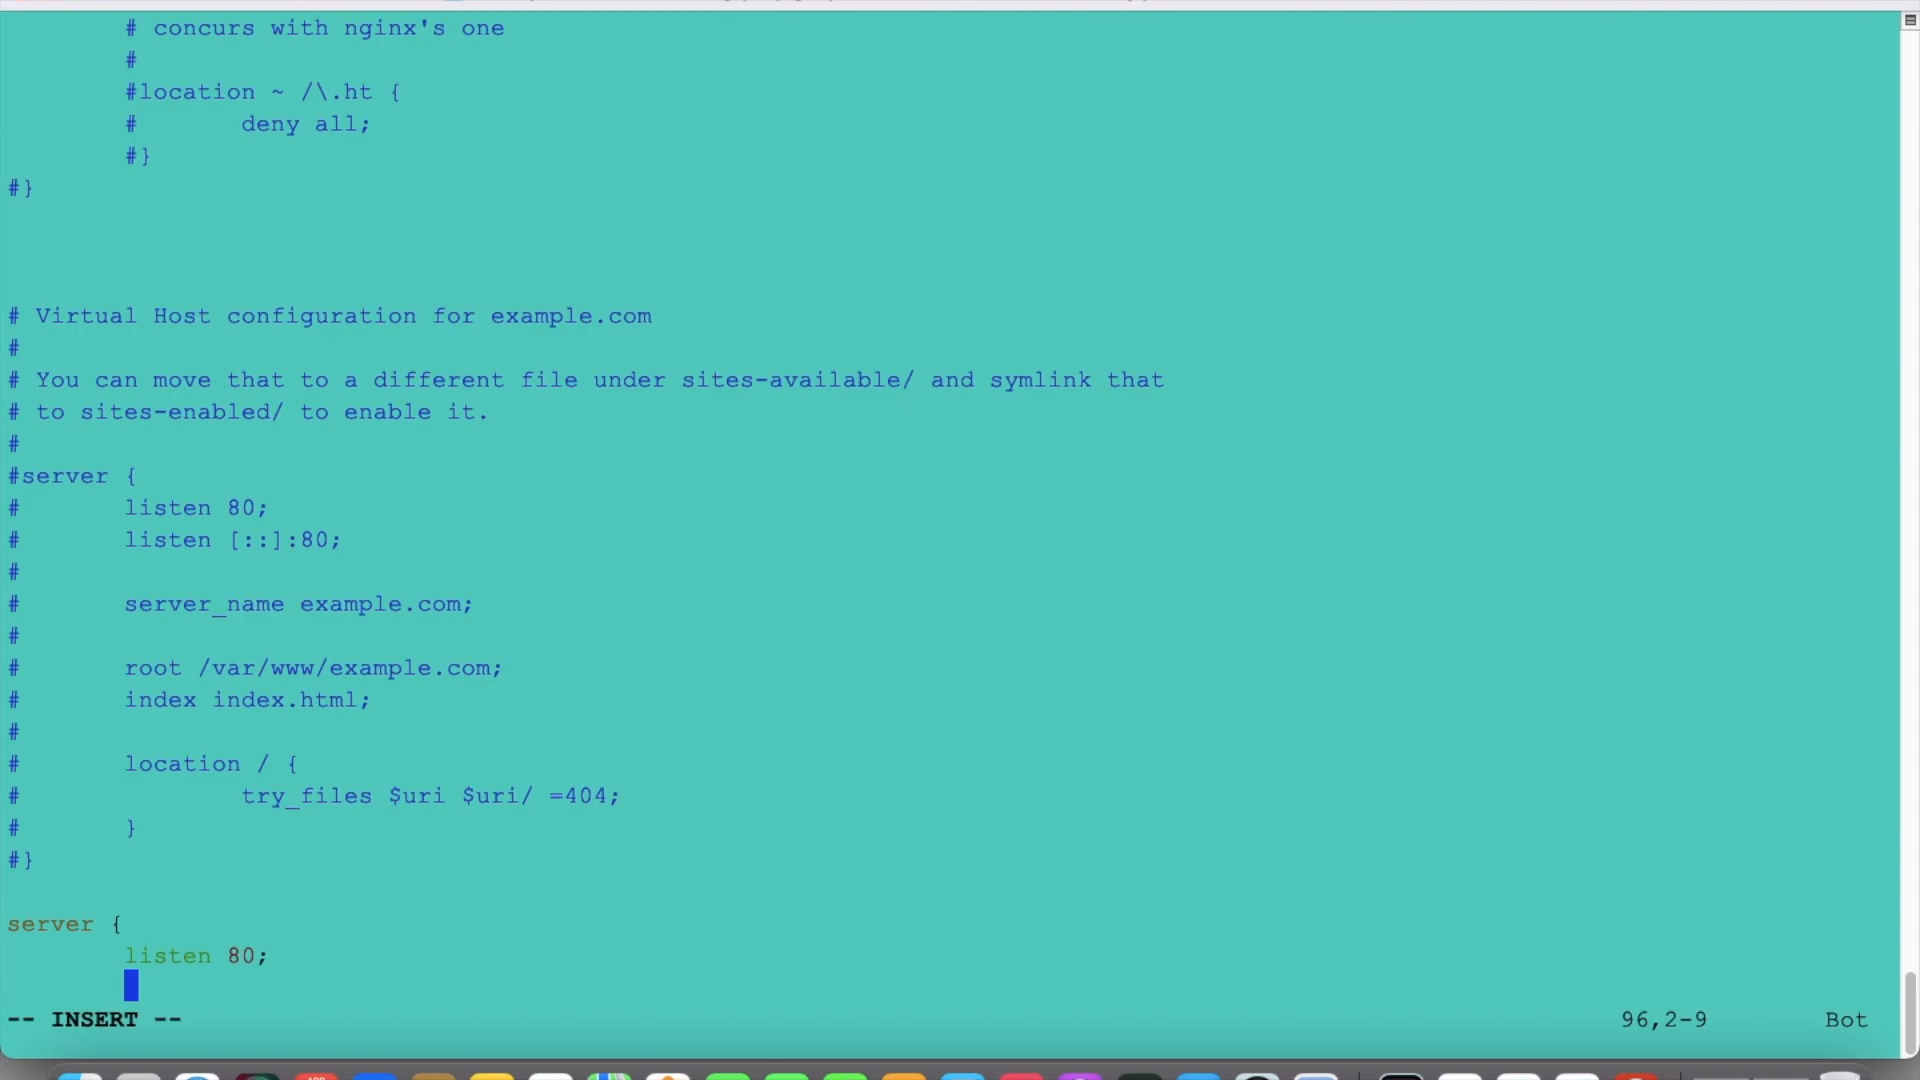 # concurs with nginx's one
#
#location ~ /\.ht {
#       deny all;
#}
#}
# Virtual Host configuration for example.com
#
# You can move that to a different file under sites-available/ and symlink that
# to sites-enabled/ to enable it.
#
#server {
#       listen 80;
#       listen [::]:80;
#
#       server_name example.com;
#
#       root /var/www/example.com;
#       index index.html;
#
#       location / {
#               try_files $uri $uri/ =404;
#       }
#}
server {
        listen 80;
-- INSERT -- 96,2-9 Bot